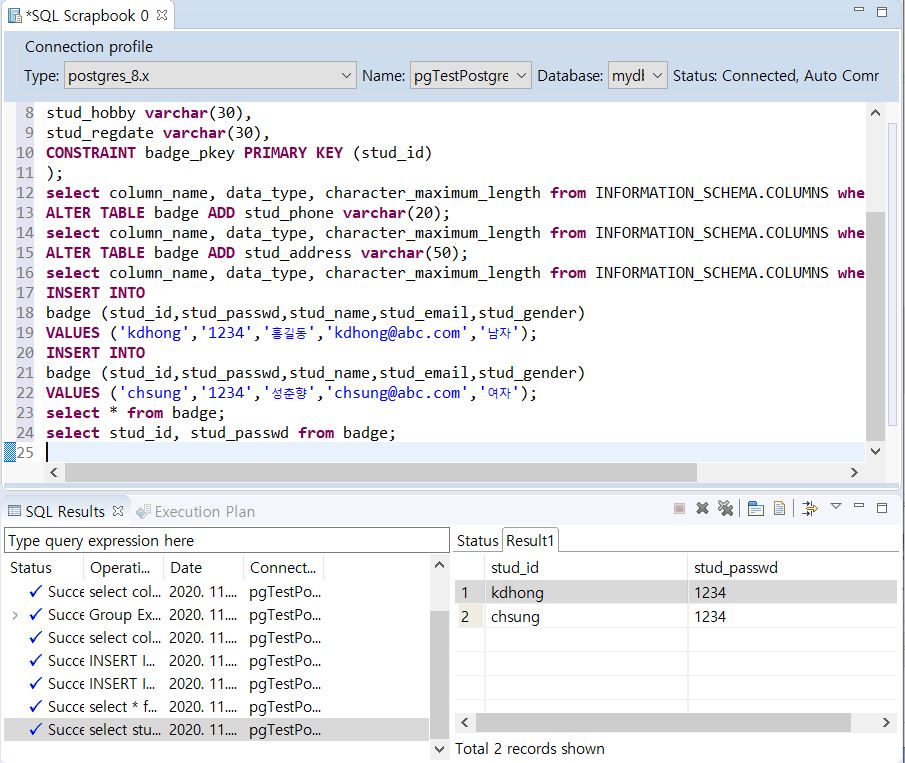 *SQL Scrapbook 0
Connection profile
Type: postgres_8.x Name: pgTestPostgre Database: mydl Status: Connected, Auto Comr
8 stud_hobby varchar(30),
9 stud_regdate varchar(30),
10 CONSTRAINT badge_pkey PRIMARY KEY (stud_id)
11 );
12 select column_name, data_type, character_maximum_length from INFORMATION_SCHEMA.COLUMNS whe
13 ALTER TABLE badge ADD stud_phone varchar(20);
14 select column_name, data_type, character_maximum_length from INFORMATION_SCHEMA.COLUMNS whe
15 ALTER TABLE badge ADD stud_address varchar(50);
16 select column_name, data_type, character_maximum_length from INFORMATION_SCHEMA.COLUMNS whe
17 INSERT INTO
18 badge (stud_id,stud_passwd,stud_name,stud_email,stud_gender)
19 VALUES ('kdhong','1234','홍길동','kdhong@abc.com','남자');
20 INSERT INTO
21 badge (stud_id,stud_passwd,stud_name,stud_email,stud_gender)
22 VALUES ('chsung','1234','성춘향','chsung@abc.com','여자');
23 select * from badge;
24 select stud_id, stud_passwd from badge;
25
SQL Results Execution Plan
Type query expression here
Status Operati... Date Connect...
Succe select col... 2020. 11.... pgTestPo...
Succe Group Ex... 2020. 11.... pgTestPo...
Succe select col... 2020. 11.... pgTestPo...
Succe INSERT I... 2020. 11.... pgTestPo...
Succe INSERT I... 2020. 11.... pgTestPo...
Succe select * f... 2020. 11.... pgTestPo...
Succe select stu... 2020. 11.... pgTestPo...
Status Result1
stud_id stud_passwd
1 kdhong 1234
2 chsung 1234
Total 2 records shown